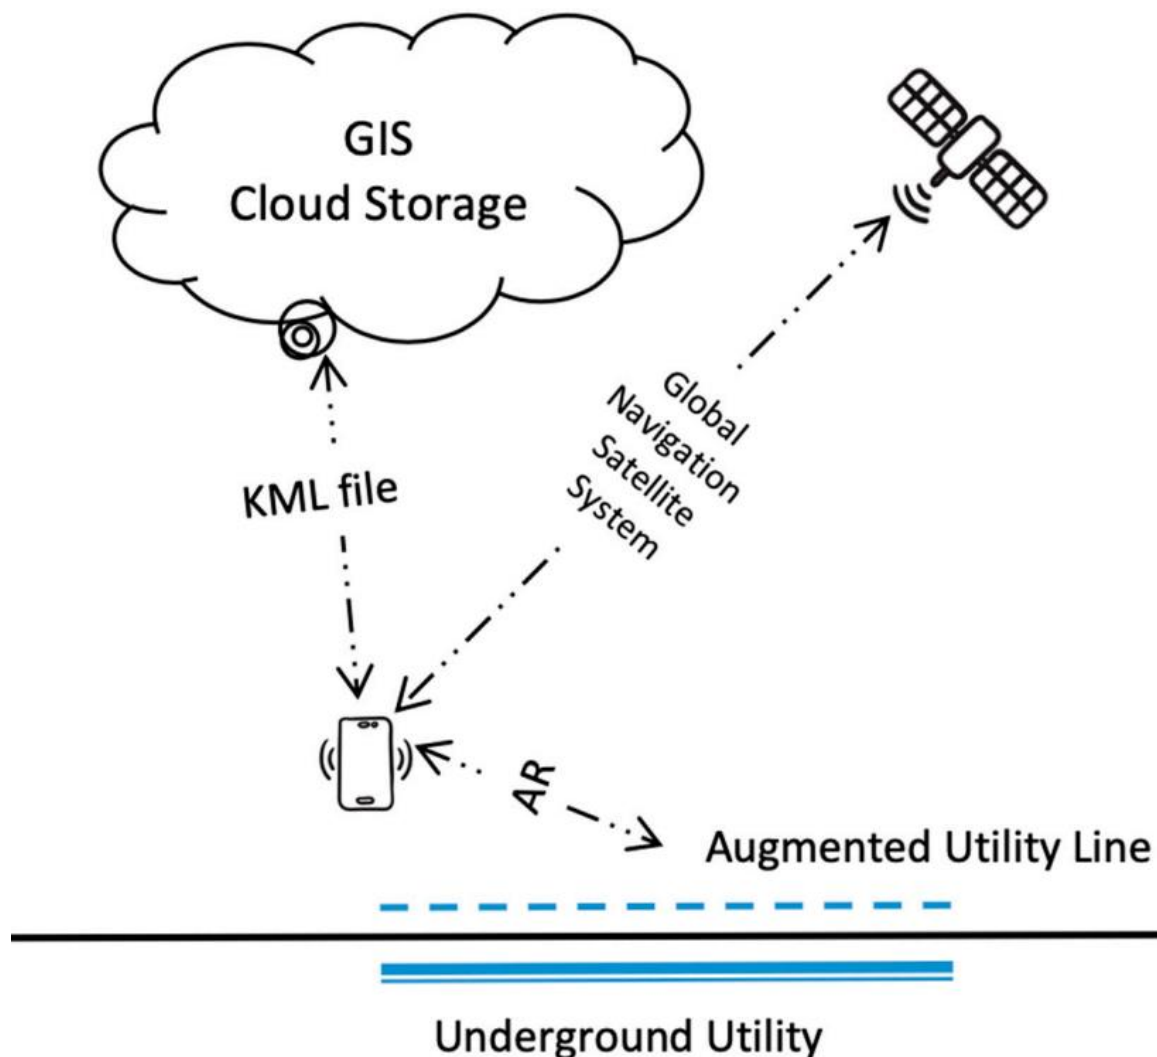 GIS
Cloud Storage
Global
Navigation
Satellite
System
KML file
AR
Augmented Utility Line
Underground Utility